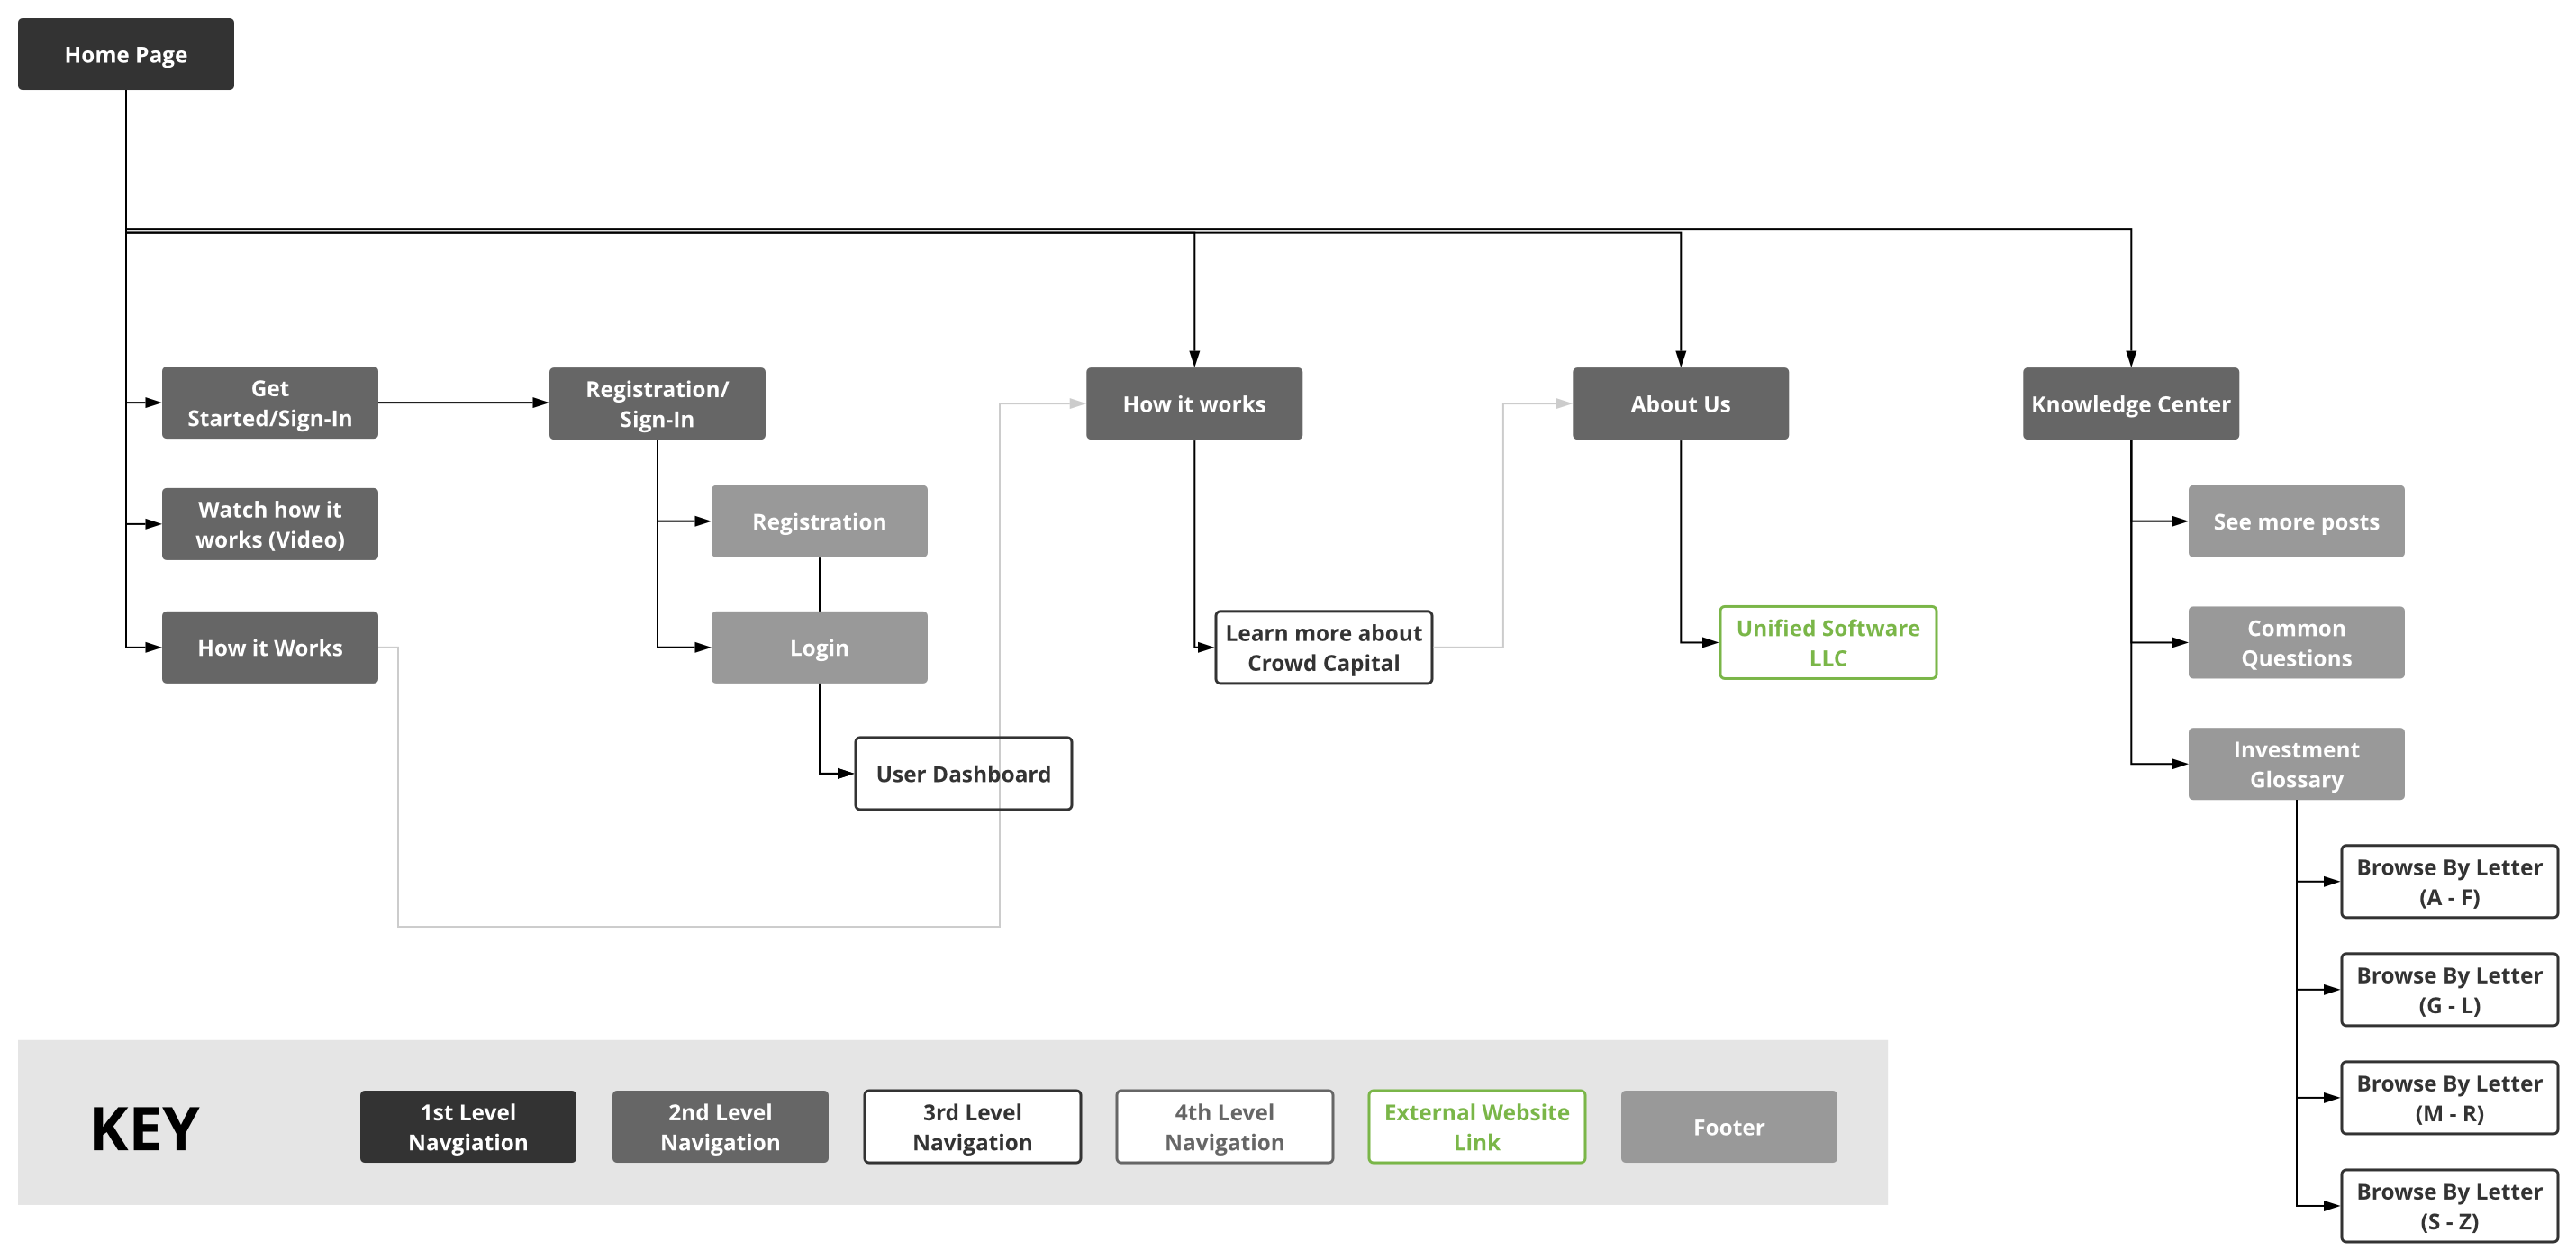 Home Page
Get
Started/Sign-In
Registration/
Sign-In
How it works
About Us
Knowledge Center
Watch how it
works (Video)
Registration
See more posts
How it Works
Login
Learn more about
Crowd Capital
Unified Software
LLC
Common
Questions
User Dashboard
Investment
Glossary
Browse By Letter
(A - F)
Browse By Letter
(G - L)
Browse By Letter
(M - R)
Browse By Letter
(S - Z)
KEY
1st Level
Navgiation
2nd Level
Navigation
3rd Level
Navigation
4th Level
Navigation
External Website
Link
Footer